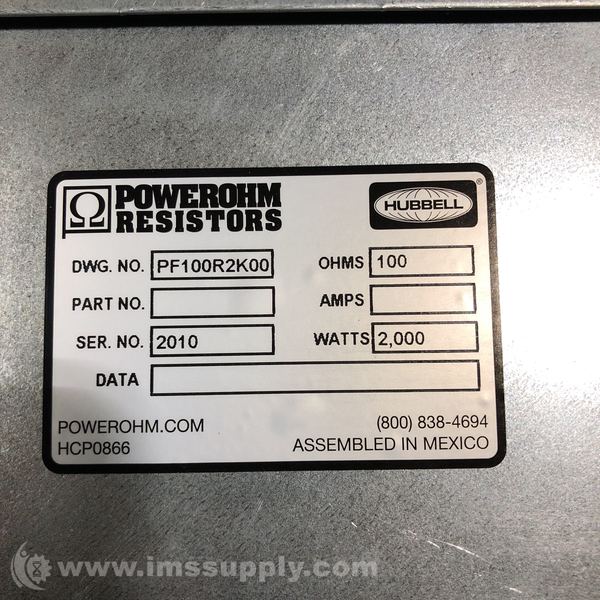 POWEROHM
RESISTORS
HUBBELL®
DWG. NO. PF100R2K00 OHMS 100
PART NO. AMPS
SER. NO. 2010 WATTS 2,000
DATA
POWEROHM.COM (800) 838-4694
HCP0866 ASSEMBLED IN MEXICO
www.imssupply.com